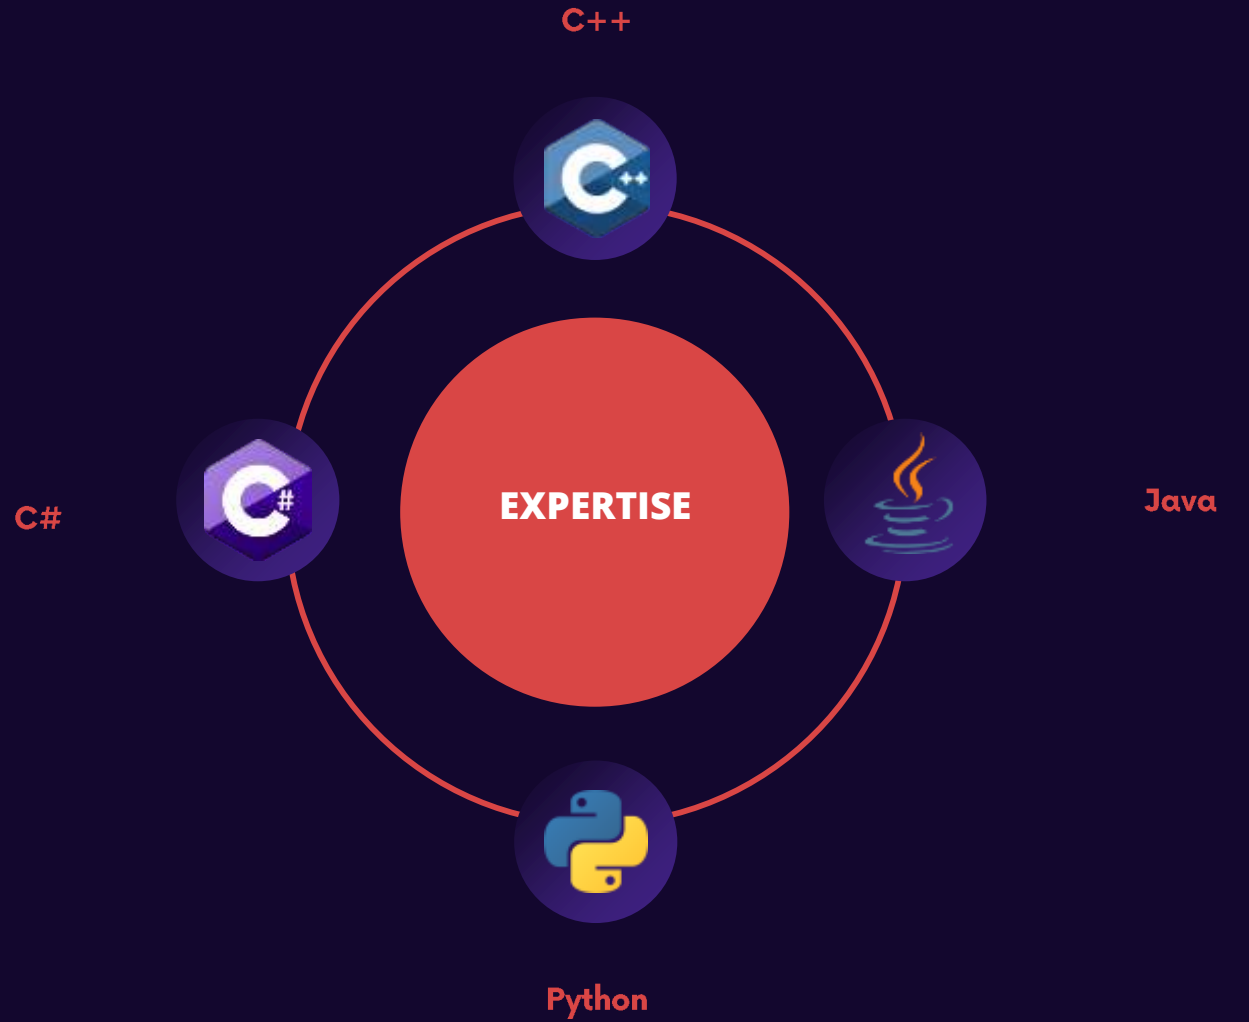 C++
C ++
C #
EXPERTISE
C#
Java
Python